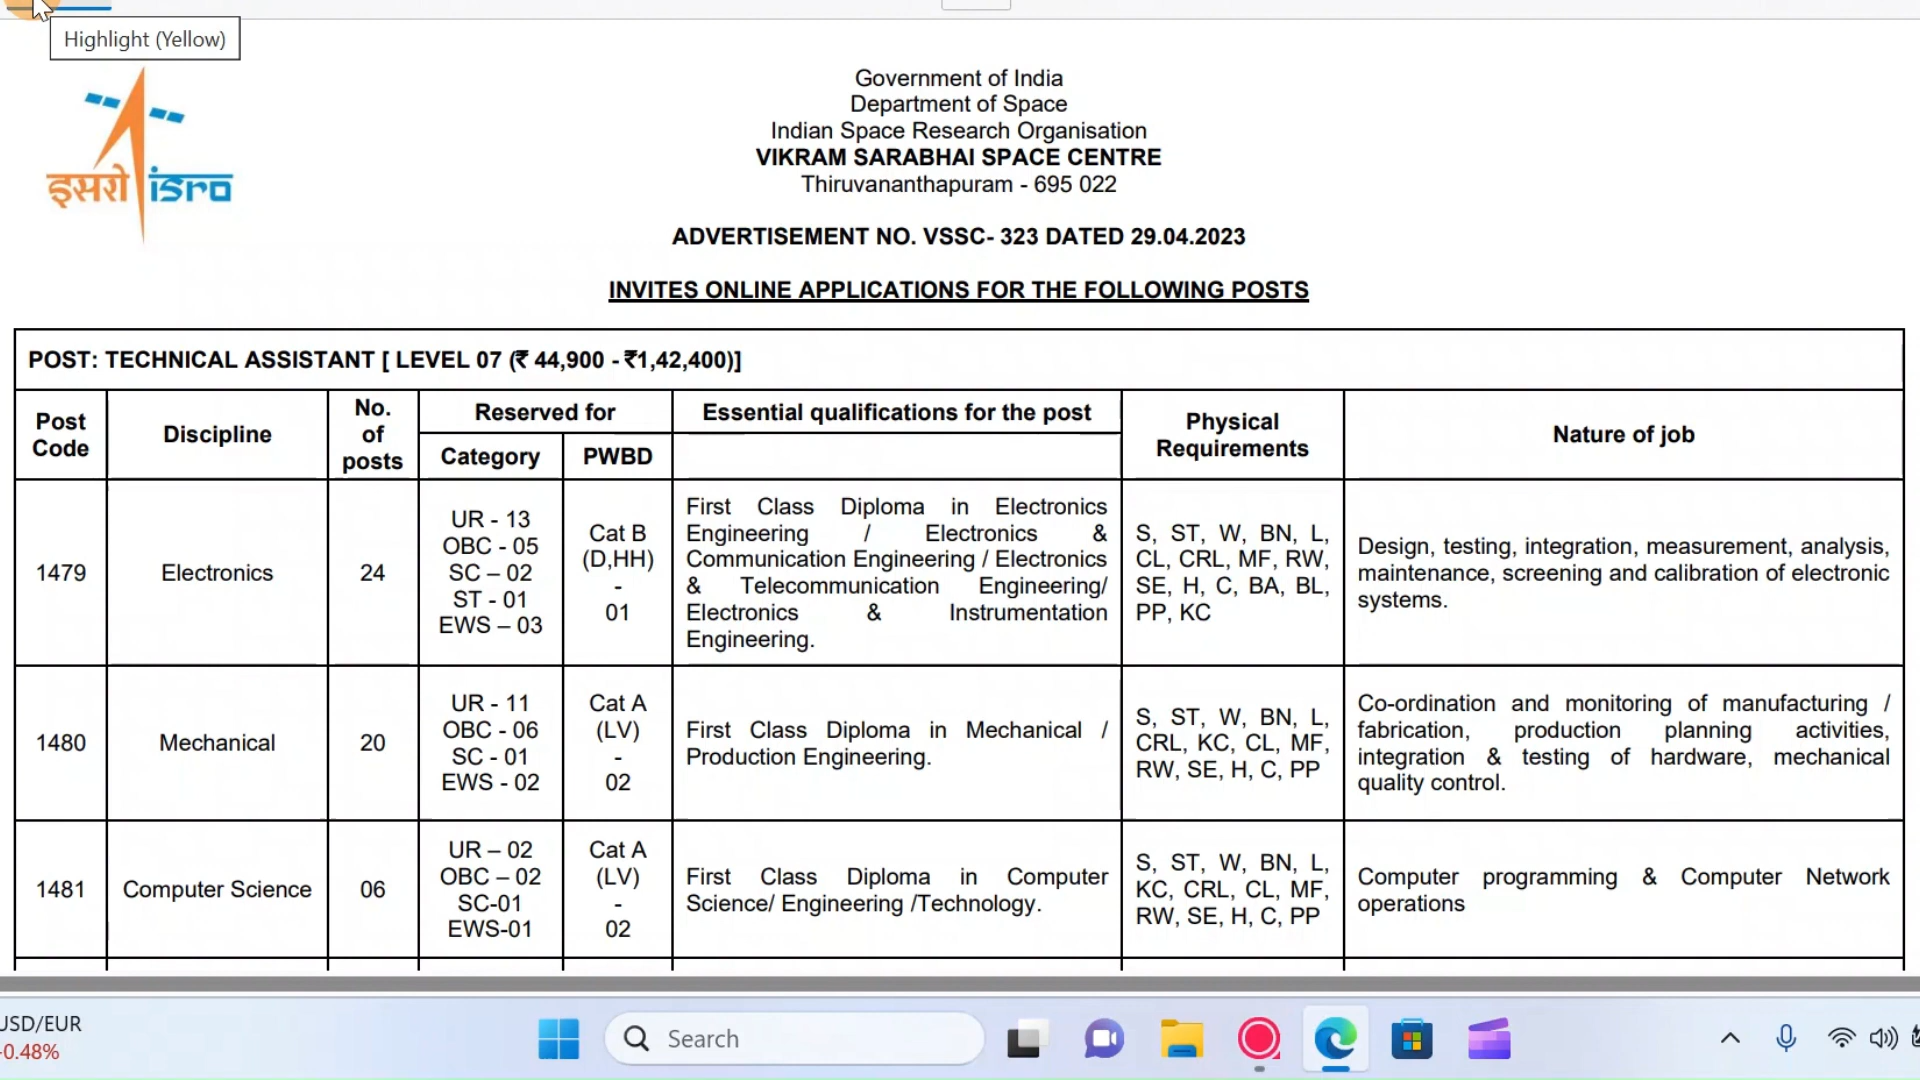 Highlight (Yellow)
इसरो isro
Government of India
Department of Space
Indian Space Research Organisation
VIKRAM SARABHAI SPACE CENTRE
Thiruvananthapuram - 695 022
ADVERTISEMENT NO. VSSC- 323 DATED 29.04.2023
INVITES ONLINE APPLICATIONS FOR THE FOLLOWING POSTS
POST: TECHNICAL ASSISTANT [ LEVEL 07 (₹ 44,900 - ₹1,42,400)]
Post
Code
Discipline
No.
of
posts
Reserved for
Category
PWBD
Essential qualifications for the post
Physical
Requirements
Nature of job
1479
Electronics
24
UR - 13
OBC - 05
SC – 02
ST - 01
EWS – 03
Cat B
(D,HH)
-
01
First Class Diploma in Electronics
Engineering / Electronics &
Communication Engineering / Electronics
& Telecommunication Engineering/
Electronics & Instrumentation
Engineering.
S, ST, W, BN, L,
CL, CRL, MF, RW,
SE, H, C, BA, BL,
PP, KC
Design, testing, integration, measurement, analysis,
maintenance, screening and calibration of electronic
systems.
1480
Mechanical
20
UR - 11
OBC - 06
SC - 01
EWS - 02
Cat A
(LV)
-
02
First Class Diploma in Mechanical /
Production Engineering.
S, ST, W, BN, L,
CRL, KC, CL, MF,
RW, SE, H, C, PP
Co-ordination and monitoring of manufacturing /
fabrication, production planning activities,
integration & testing of hardware, mechanical
quality control.
1481
Computer Science
06
UR – 02
OBC – 02
SC-01
EWS-01
Cat A
(LV)
-
02
First Class Diploma in Computer
Science/ Engineering /Technology.
S, ST, W, BN, L,
KC, CRL, CL, MF,
RW, SE, H, C, PP
Computer programming & Computer Network
operations
USD/EUR
-0.48%
Search